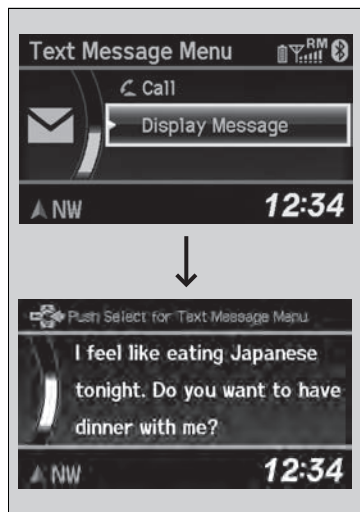 Text Message Menu
RM
Call
Display Message
NW
12:34
Push Select for Text Message Menu
I feel like eating Japanese
tonight. Do you want to have
dinner with me?
NW
12:34